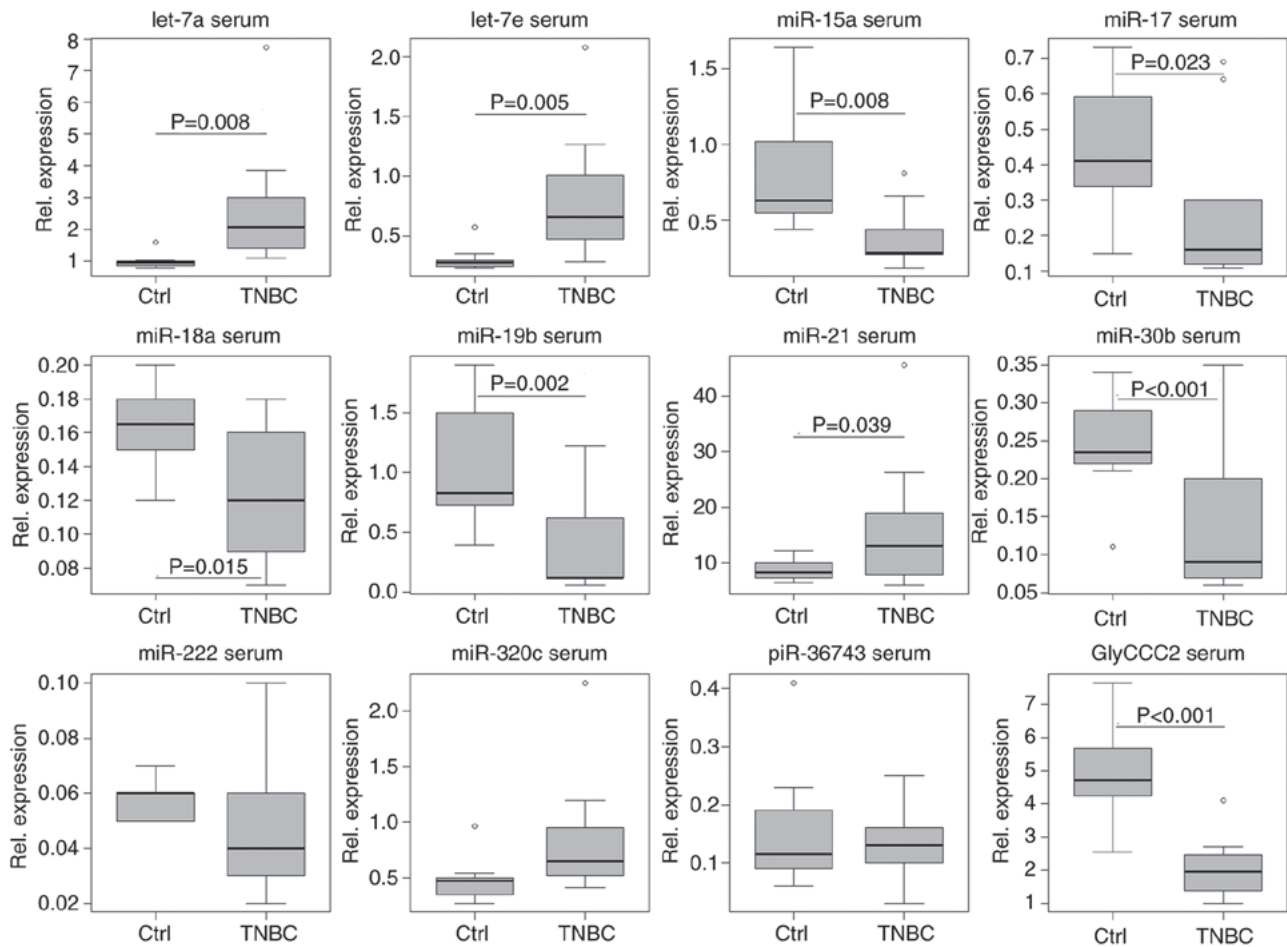 let-7a serum
Rel. expression
8
7
6
5
4
3
2
1
P=0.008
Ctrl TNBC
let-7e serum
Rel. expression
2.0
1.5
1.0
0.5
P=0.005
Ctrl TNBC
miR-15a serum
Rel. expression
1.5
1.0
0.5
P=0.008
Ctrl TNBC
miR-17 serum
Rel. expression
0.7
0.6
0.5
0.4
0.3
0.2
0.1
P=0.023
Ctrl TNBC
miR-18a serum
Rel. expression
0.20
0.18
0.16
0.14
0.12
0.10
0.08
P=0.015
Ctrl TNBC
miR-19b serum
Rel. expression
1.5
1.0
0.5
0.0
P=0.002
Ctrl TNBC
miR-21 serum
Rel. expression
40
30
20
10
P=0.039
Ctrl TNBC
miR-30b serum
Rel. expression
0.35
0.30
0.25
0.20
0.15
0.10
0.05
P<0.001
Ctrl TNBC
miR-222 serum
Rel. expression
0.10
0.08
0.06
0.04
0.02
Ctrl TNBC
miR-320c serum
Rel. expression
2.0
1.5
1.0
0.5
Ctrl TNBC
piR-36743 serum
Rel. expression
0.4
0.3
0.2
0.1
Ctrl TNBC
GlyCCC2 serum
Rel. expression
7
6
5
4
3
2
1
P<0.001
Ctrl TNBC